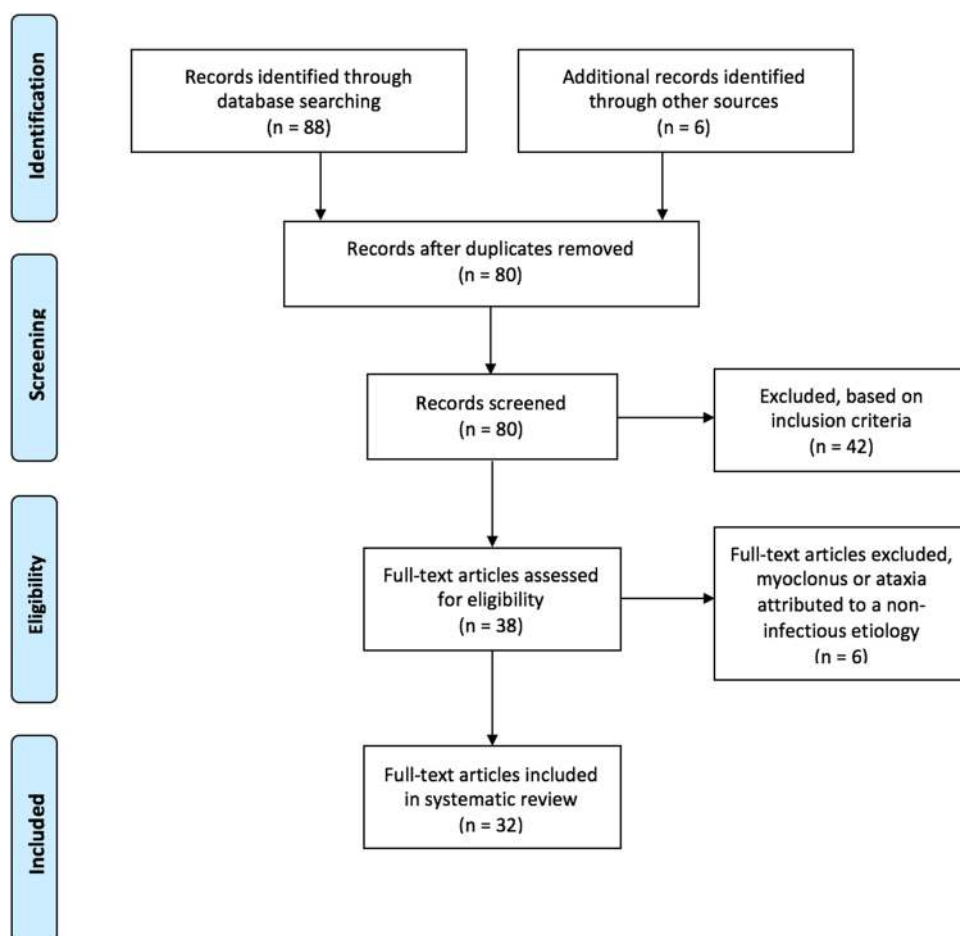 Identification
Records identified through
database searching
(n = 88)
Additional records identified
through other sources
(n = 6)
Records after duplicates removed
(n = 80)
Screening
Records screened
(n = 80)
Excluded, based on
inclusion criteria
(n = 42)
Eligibility
Full-text articles assessed
for eligibility
(n = 38)
Full-text articles excluded,
myoclonus or ataxia
attributed to a non-
infectious etiology
(n = 6)
Included
Full-text articles included
in systematic review
(n = 32)